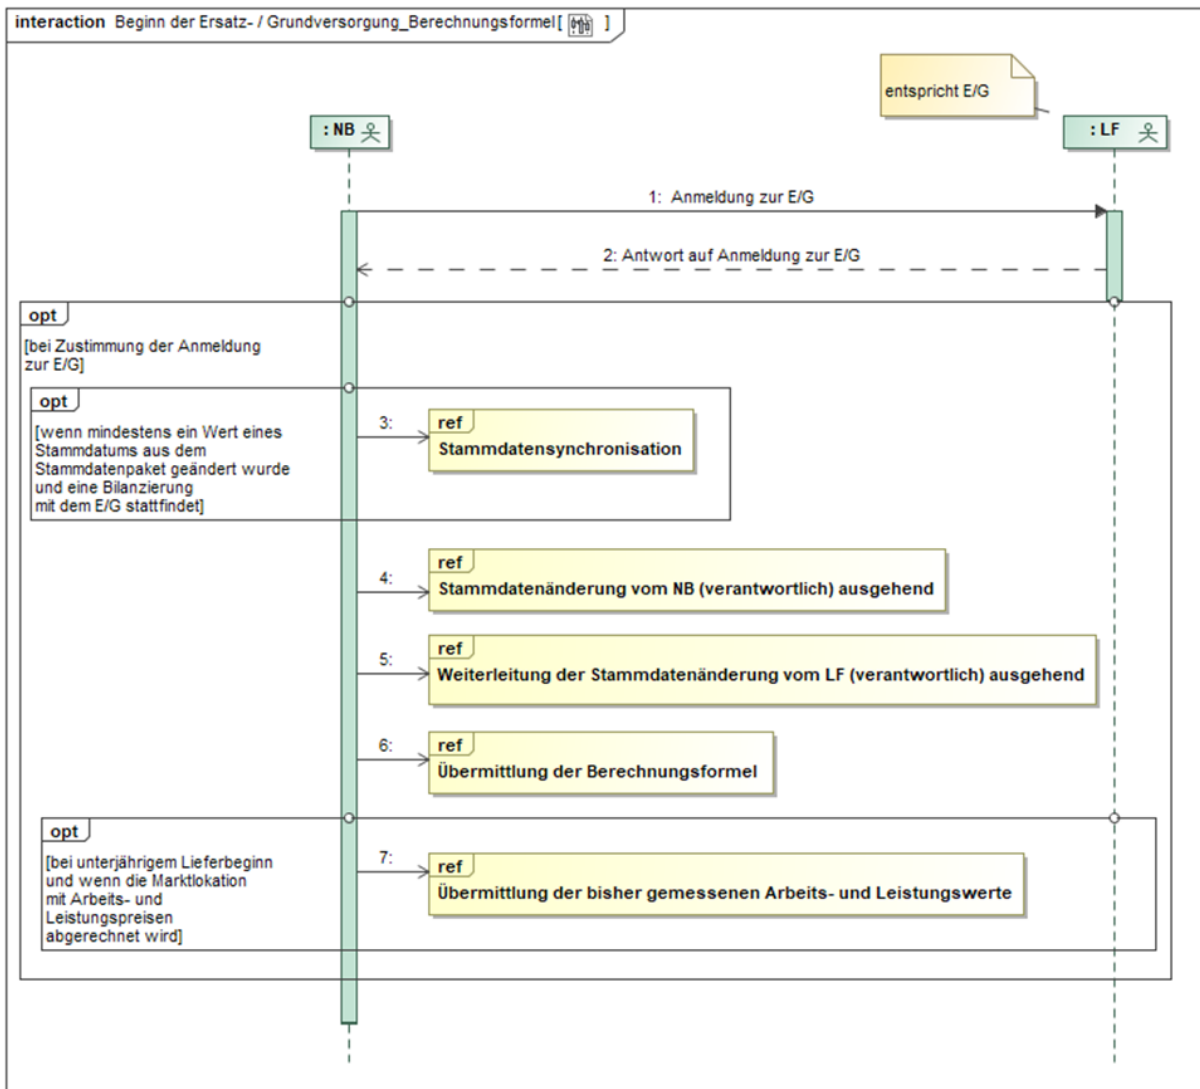 interaction Beginn der Ersatz- / Grundversorgung_Berechnungsformel[ ]
entspricht E/G
: NB
: LF
1: Anmeldung zur E/G
2: Antwort auf Anmeldung zur E/G
opt
[bei Zustimmung der Anmeldung
zur E/G]
opt
[wenn mindestens ein Wert eines
Stammdatums aus dem
Stammdatenpaket geändert wurde
und eine Bilanzierung
mit dem E/G stattfindet]
3:
ref
Stammdatensynchronisation
4:
ref
Stammdatenänderung vom NB (verantwortlich) ausgehend
5:
ref
Weiterleitung der Stammdatenänderung vom LF (verantwortlich) ausgehend
6:
ref
Übermittlung der Berechnungsformel
opt
[bei unterjährigem Lieferbeginn
und wenn die Marktlokation
mit Arbeits- und
Leistungspreisen
abgerechnet wird]
7:
ref
Übermittlung der bisher gemessenen Arbeits- und Leistungswerte